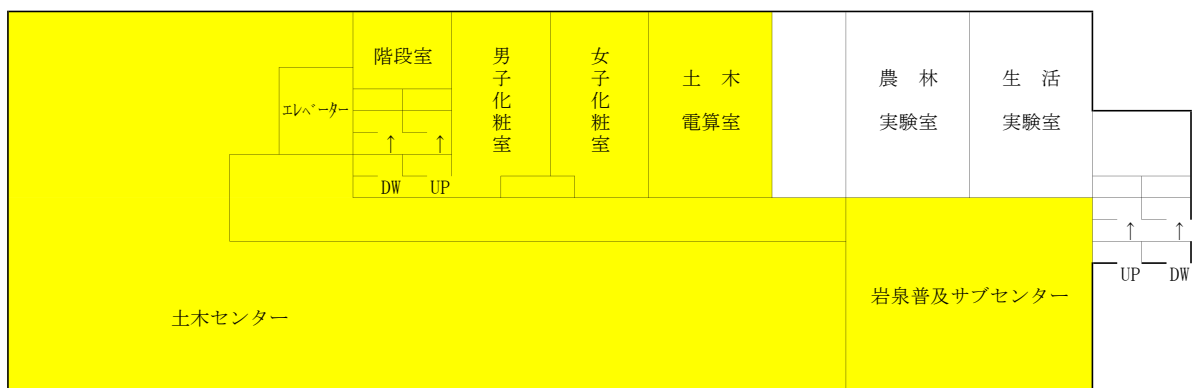 階段室
エレベーター
↑ ↑
DW UP
男子化粧室
女子化粧室
土 木
電算室
農 林
実験室
生 活
実験室
↑ ↑
UP DW
土木センター
岩泉普及サブセンター